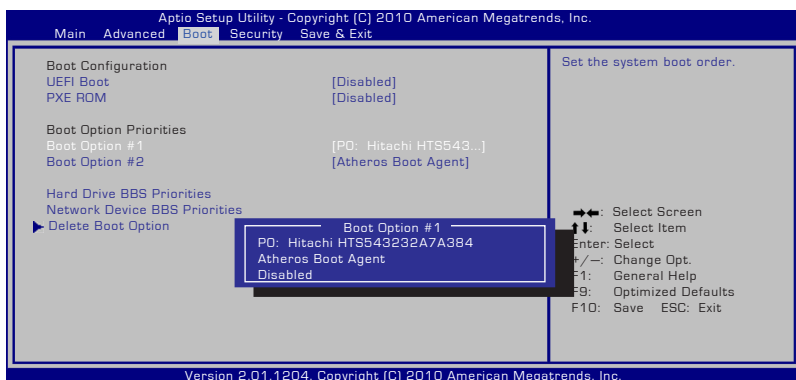 Aptio Setup Utility - Copyright (C) 2010 American Megatrends, Inc.
Main Advanced Boot Security Save & Exit
Boot Configuration
UEFI Boot [Disabled]
PXE ROM [Disabled]
Boot Option Priorities
Boot Option #1 [P0: Hitachi HTS543...]
Boot Option #2 [Atheros Boot Agent]
Hard Drive BBS Priorities
Network Device BBS Priorities
Delete Boot Option
Boot Option #1
P0: Hitachi HTS543232A7A384
Atheros Boot Agent
Disabled
Set the system boot order.
→←: Select Screen
↑↓: Select Item
Enter: Select
+/—: Change Opt.
F1: General Help
F9: Optimized Defaults
F10: Save ESC: Exit
Version 2.01.1204. Copyright (C) 2010 American Megatrends, Inc.